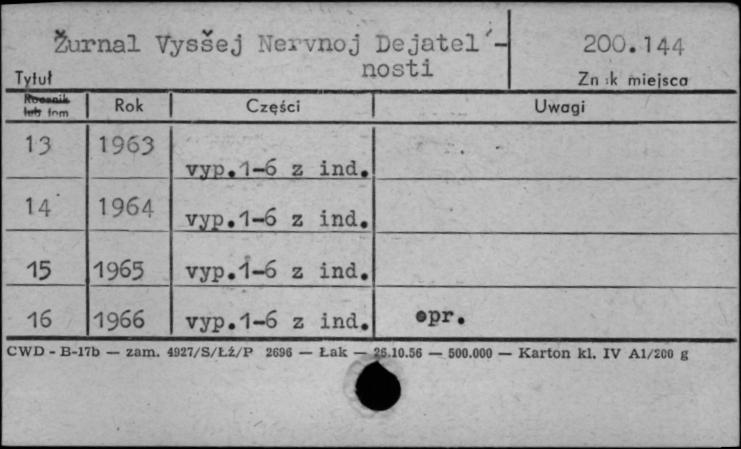 Žurnal Vysšej Nervnoj Dejatel'-
nosti
200.144
Tytuł
Znak miejsca
Rocznik lub tom Rok Części Uwagi
13 1963 vyp.1-6 z ind.
14 1964 vyp.1-6 z ind.
15 1965 vyp.1-6 z ind.
16 1966 vyp.1-6 z ind. opr.
CWD - B-17b — zam. 4927/S/Łź/P 2696 — Łak — 26.10.56 — 500.000 — Karton kl. IV A1/200 g